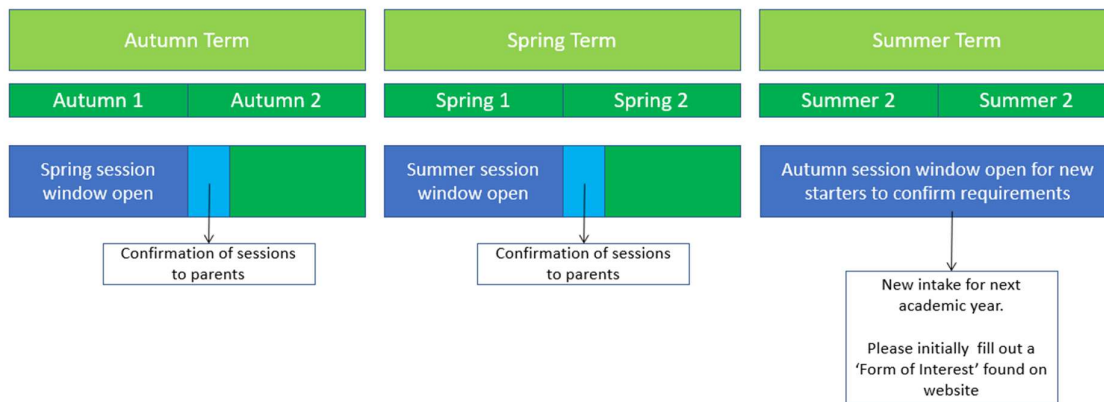 Autumn Term
Spring Term
Summer Term
Autumn 1
Autumn 2
Spring 1
Spring 2
Summer 2
Summer 2
Spring session
window open
Summer session
window open
Autumn session window open for new
starters to confirm requirements
Confirmation of sessions
to parents
Confirmation of sessions
to parents
New intake for next
academic year.
Please initially fill out a
‘Form of Interest’ found on
website